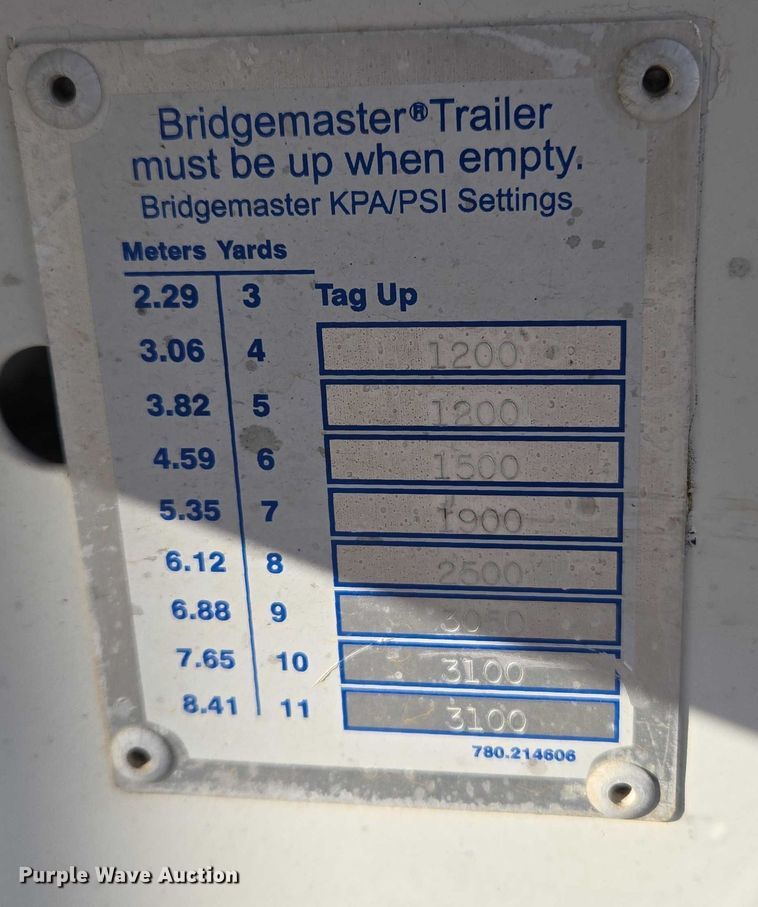 Bridgemaster® Trailer
must be up when empty.
Bridgemaster KPA/PSI Settings
Meters Yards
2.29 3 Tag Up
3.06 4 1200
3.82 5 1200
4.59 6 1500
5.35 7 1900
6.12 8 2500
6.88 9 3050
7.65 10 3100
8.41 11 3100
780.214606
Purple Wave Auction